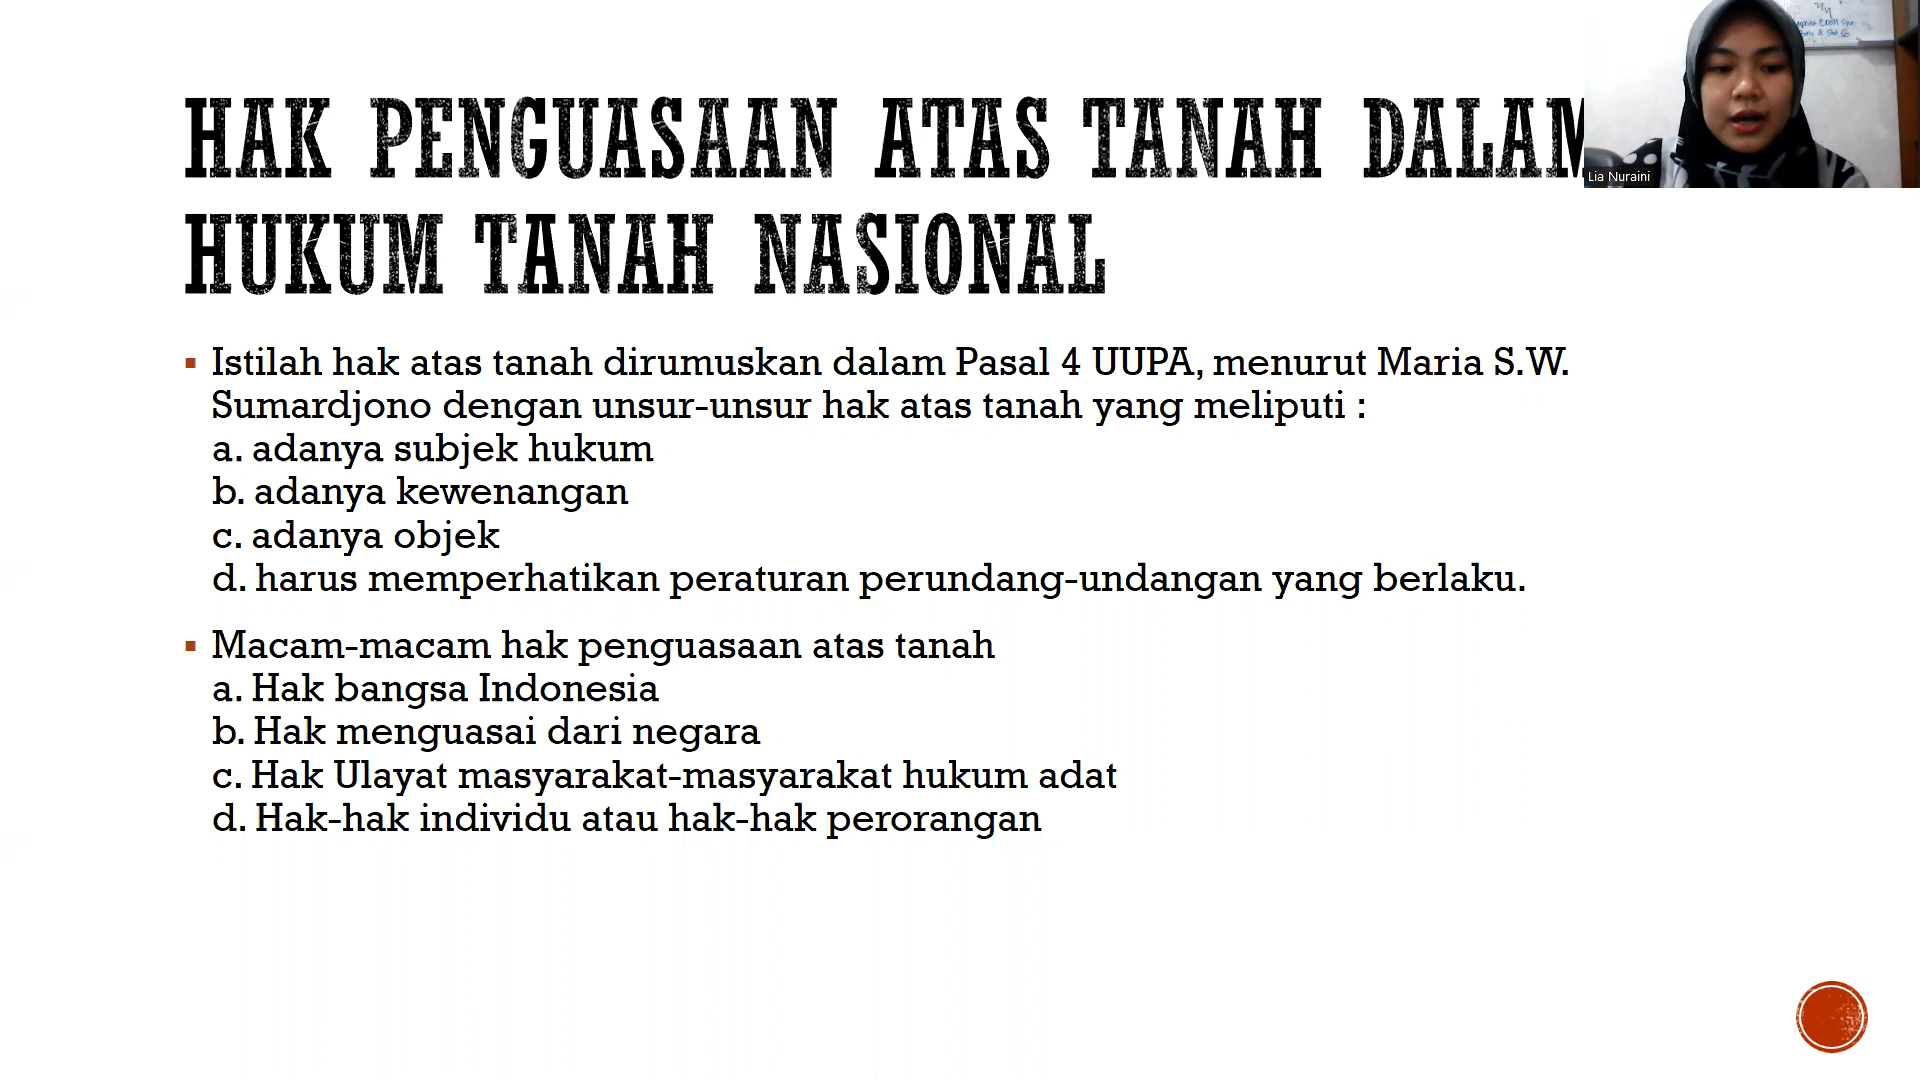 HAK PENGUASAAN ATAS TANAH DALAM
HUKUM TANAH NASIONAL
Lia Nuraini
▪ Istilah hak atas tanah dirumuskan dalam Pasal 4 UUPA, menurut Maria S.W.
Sumardjono dengan unsur-unsur hak atas tanah yang meliputi :
a. adanya subjek hukum
b. adanya kewenangan
c. adanya objek
d. harus memperhatikan peraturan perundang-undangan yang berlaku.
▪ Macam-macam hak penguasaan atas tanah
a. Hak bangsa Indonesia
b. Hak menguasai dari negara
c. Hak Ulayat masyarakat-masyarakat hukum adat
d. Hak-hak individu atau hak-hak perorangan